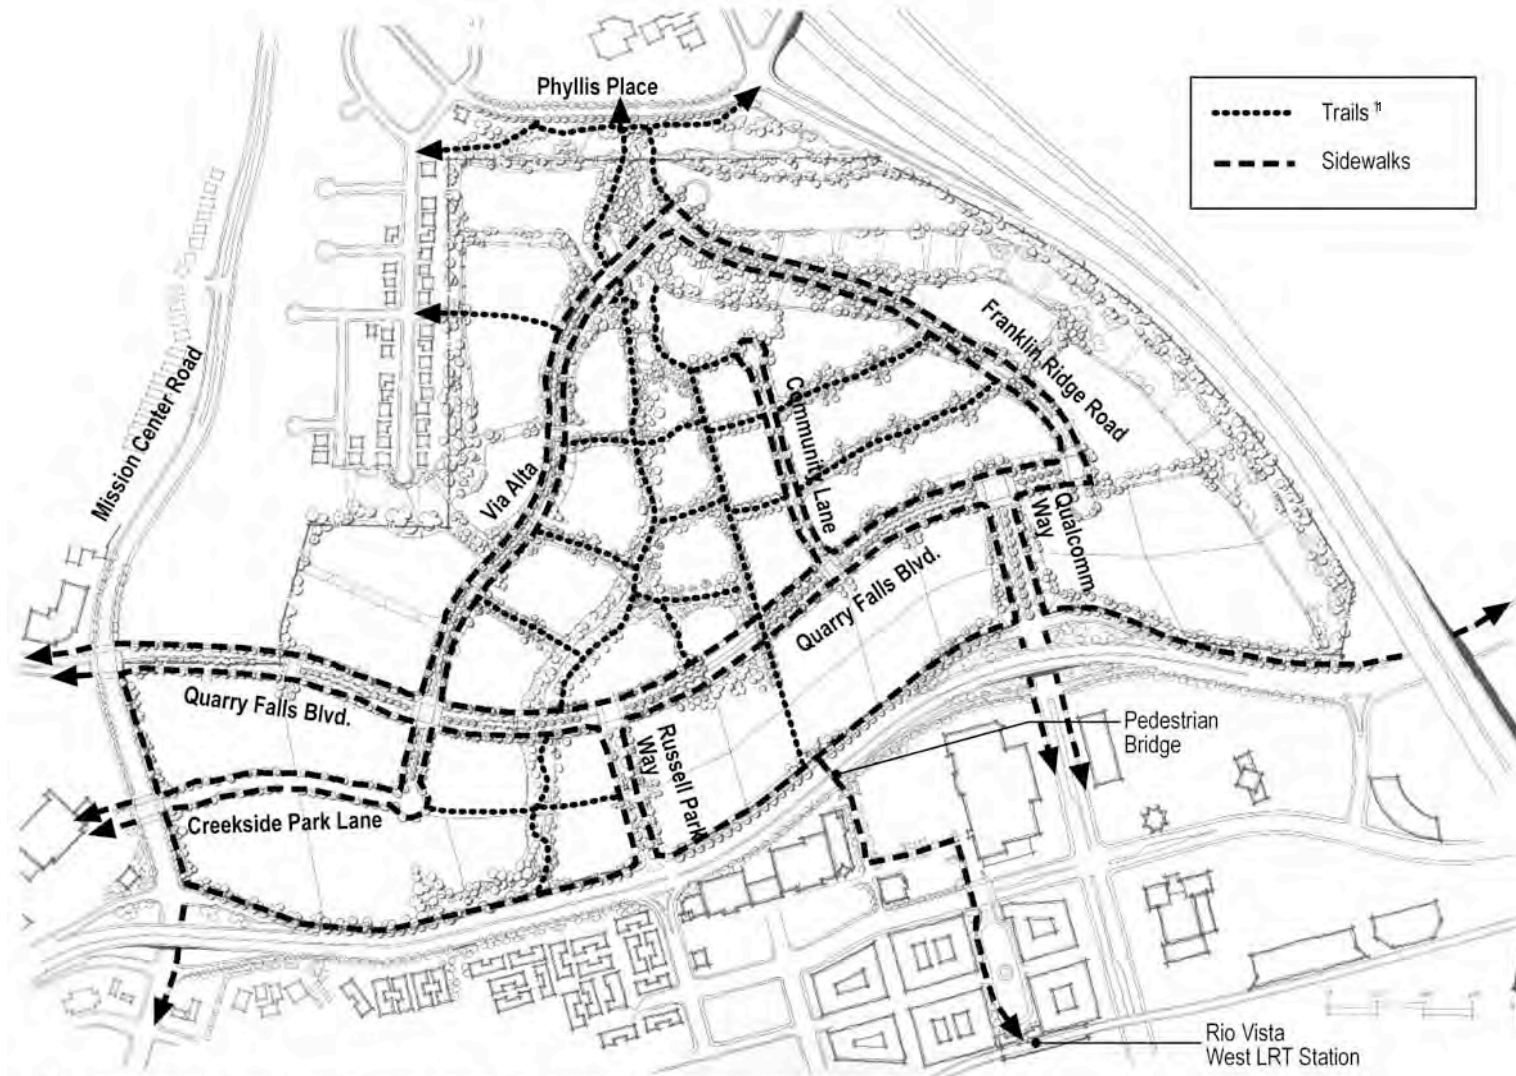 Phyllis Place
Trails
Sidewalks
Franklin Ridge Road
Mission Center Road
Community Lane
Via Alta
Qualcomm
Way
Quarry Falls Blvd.
Quarry Falls Blvd.
Russell Park
Way
Pedestrian
Bridge
Creekside Park Lane
Rio Vista
West LRT Station